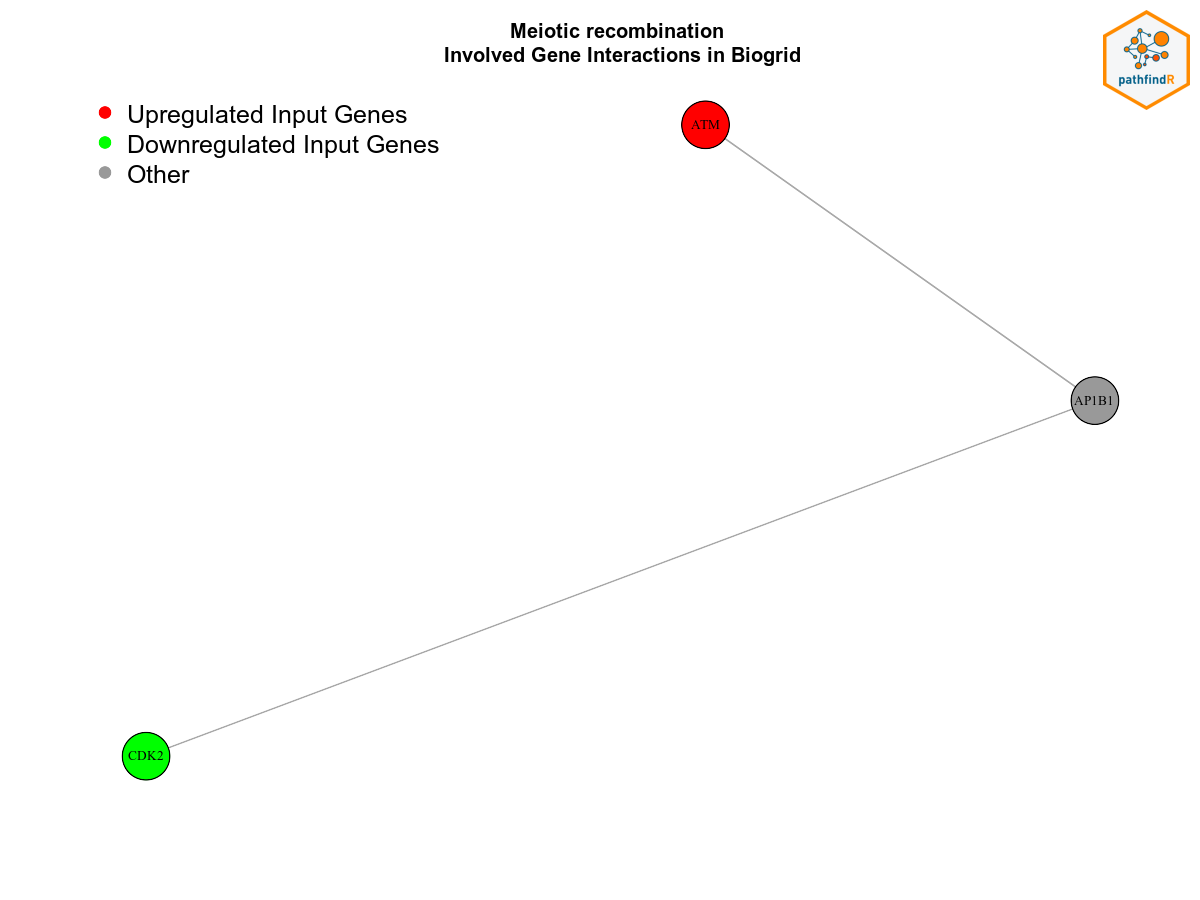 Meiotic recombination
Involved Gene Interactions in Biogrid
pathfindR
Upregulated Input Genes
Downregulated Input Genes
Other
ATM
AP1B1
CDK2